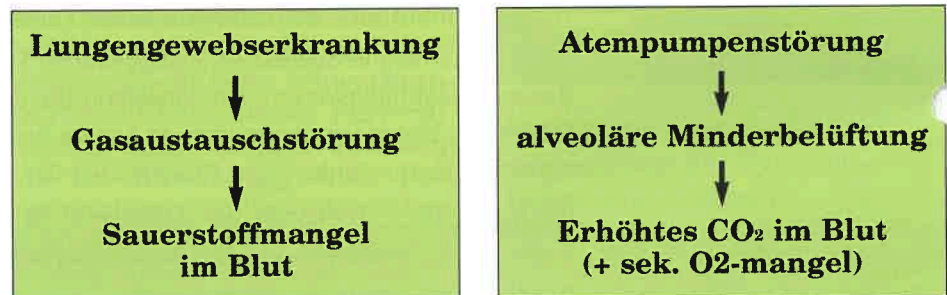 Lungengewebserkrankung
Gasaustauschstörung
Sauerstoffmangel
im Blut
Atempumpenstörung
alveoläre Minderbelüftung
Erhöhtes CO₂ im Blut
(+ sek. O2-mangel)